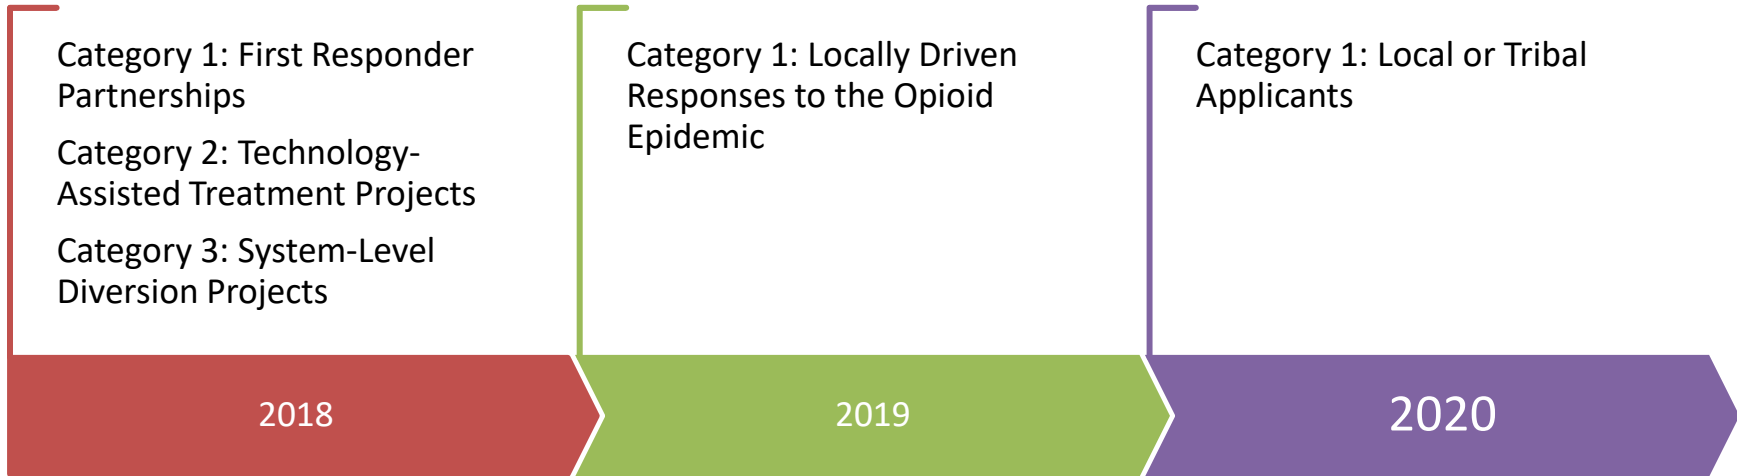 Category 1: First Responder
Partnerships
Category 2: Technology-
Assisted Treatment Projects
Category 3: System-Level
Diversion Projects
Category 1: Locally Driven
Responses to the Opioid
Epidemic
Category 1: Local or Tribal
Applicants
2018
2019
2020